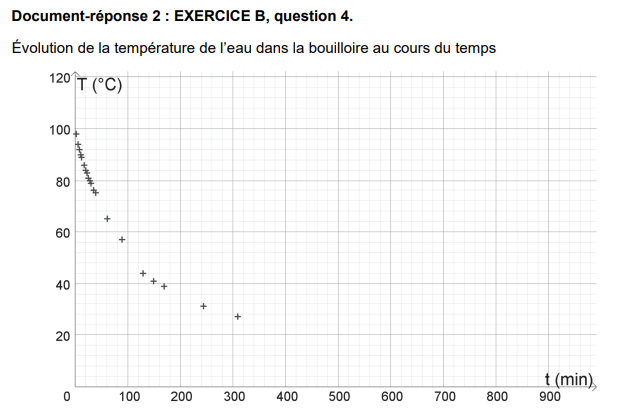 Document-réponse 2 : EXERCICE B, question 4.
Évolution de la température de l'eau dans la bouilloire au cours du temps
120 T (°C)
100
80
60
40
20
t (min)
0 100 200 300 400 500 600 700 800 900